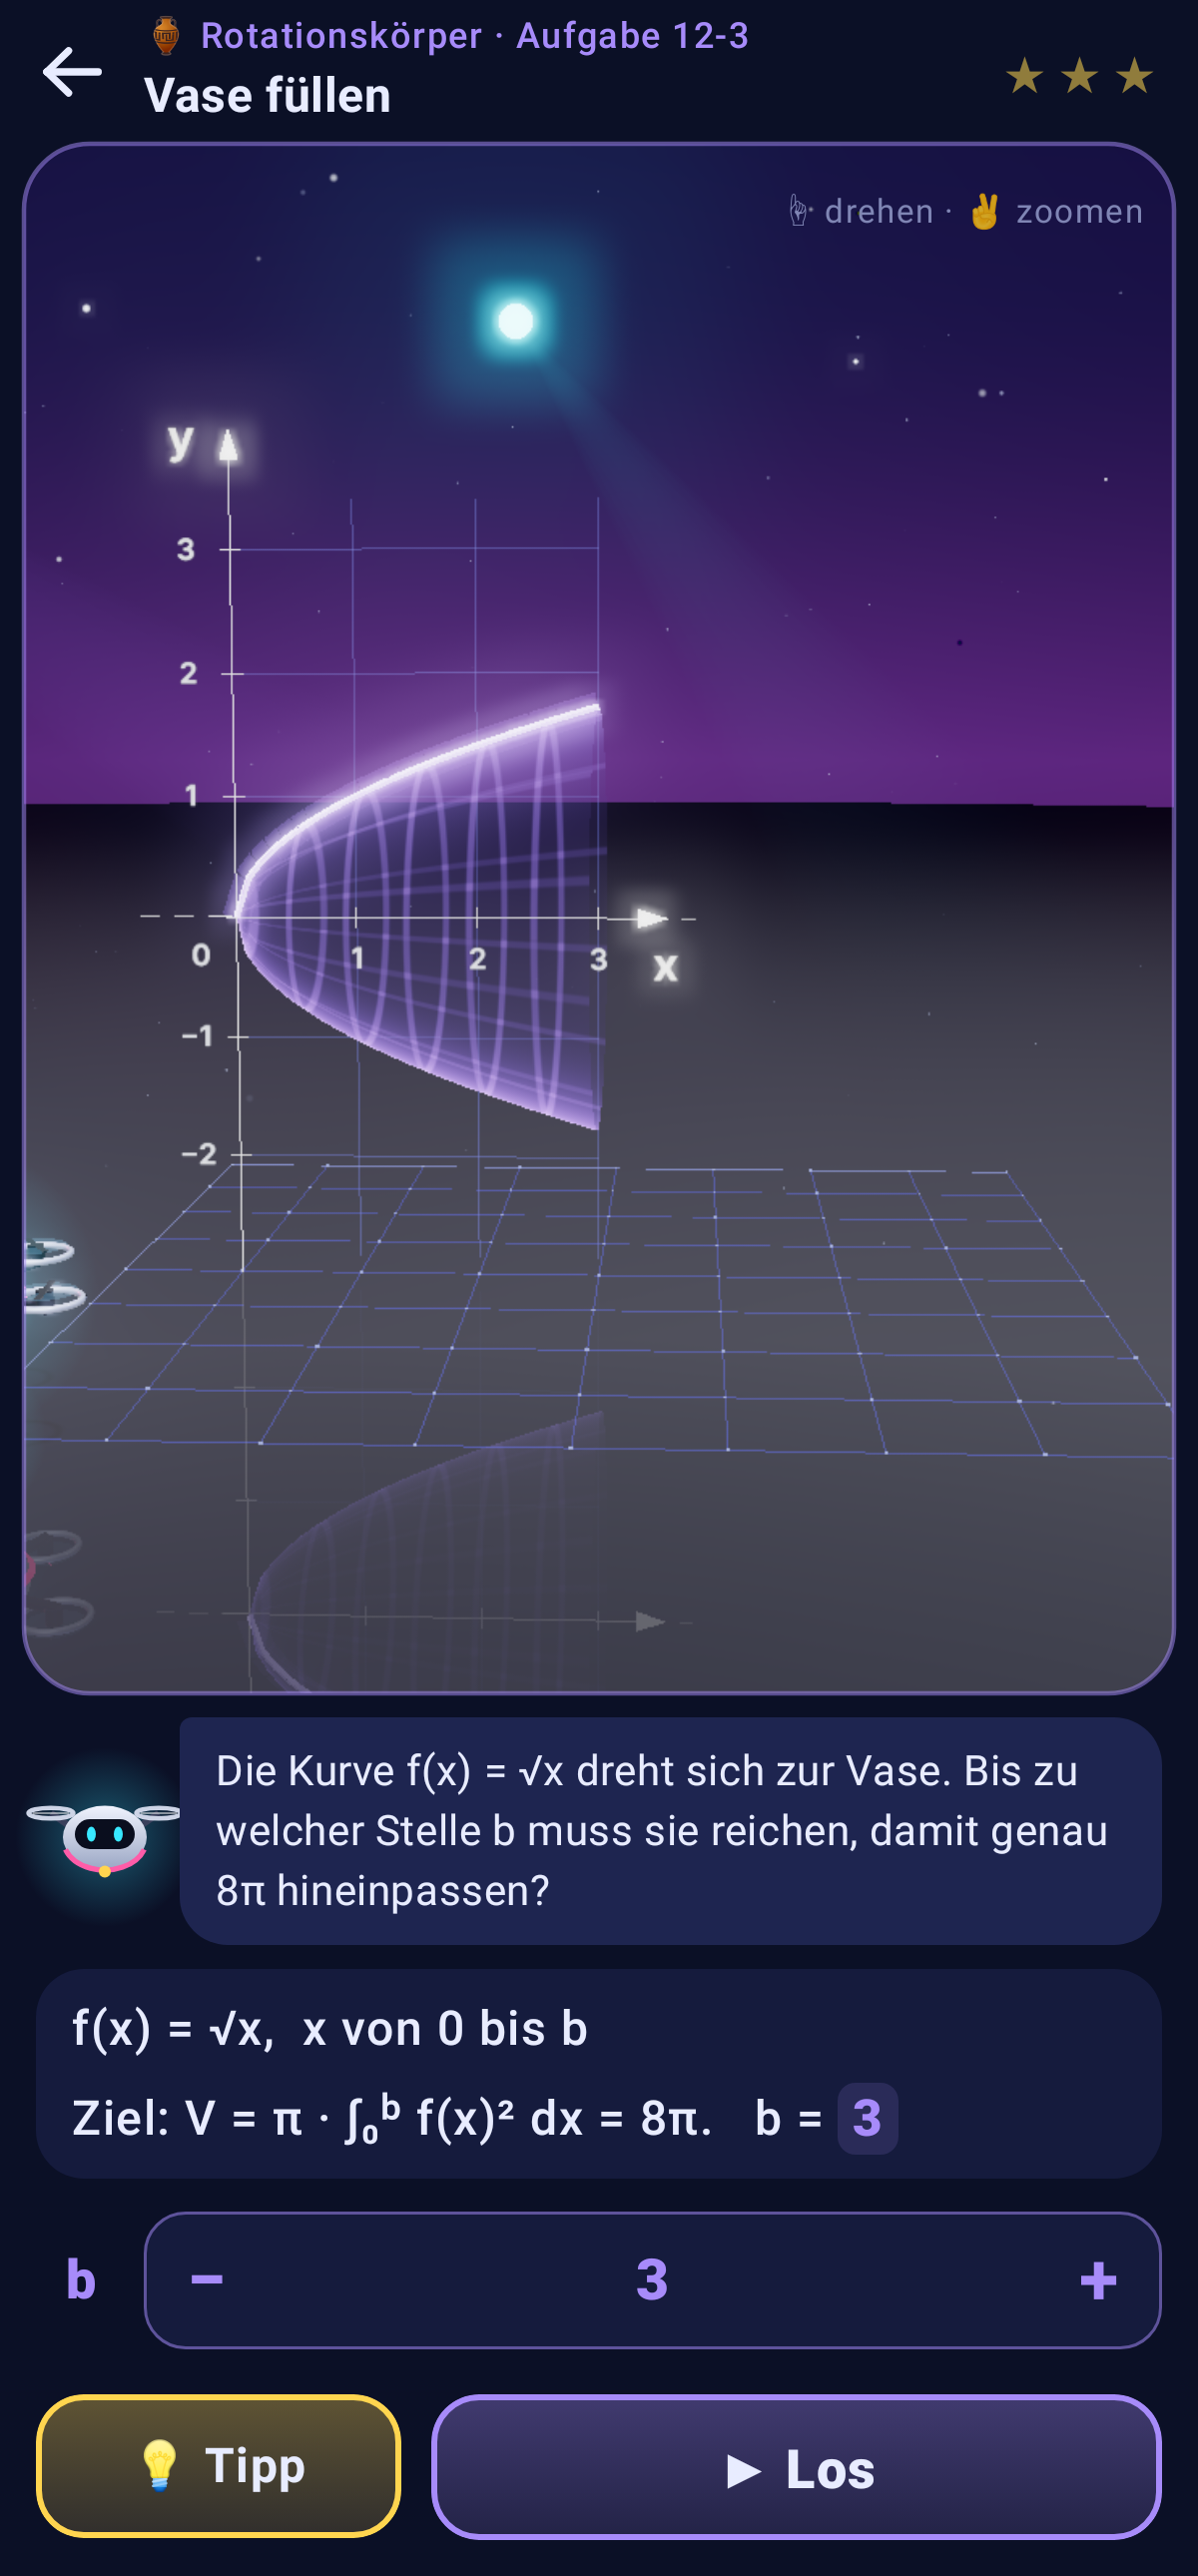 🏺 Rotationskörper · Aufgabe 12-3
Vase füllen
★ ★ ★
☝ drehen · ✌ zoomen
y
3
2
1
0
1
2
3
x
−1
−2
Die Kurve f(x) = √x dreht sich zur Vase. Bis zu
welcher Stelle b muss sie reichen, damit genau
8π hineinpassen?
f(x) = √x, x von 0 bis b
Ziel: V = π · ∫₀ᵇ f(x)² dx = 8π. b = 3
b − 3 +
💡 Tipp
▶ Los